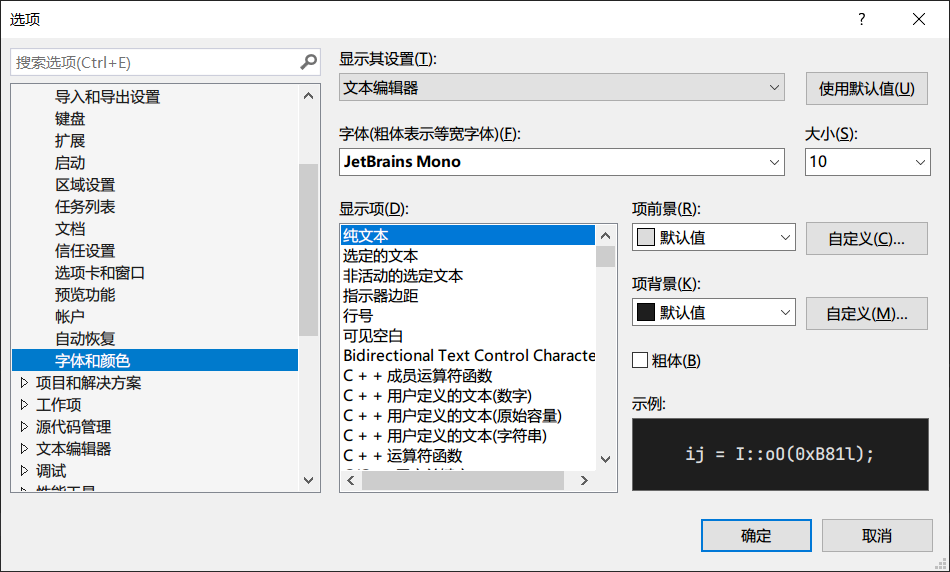 选项
?
搜索选项(Ctrl+E)
导入和导出设置
键盘
扩展
启动
区域设置
任务列表
文档
信任设置
选项卡和窗口
预览功能
帐户
自动恢复
字体和颜色
项目和解决方案
工作项
源代码管理
文本编辑器
调试
性能工具
显示其设置(T):
文本编辑器
使用默认值(U)
字体(粗体表示等宽字体)(F):
JetBrains Mono
大小(S):
10
显示项(D):
纯文本
选定的文本
非活动的选定文本
指示器边距
行号
可见空白
Bidirectional Text Control Characte
C + + 成员运算符函数
C + + 用户定义的文本(数字)
C + + 用户定义的文本(原始容量)
C + + 用户定义的文本(字符串)
C + + 运算符函数
项前景(R):
默认值
自定义(C)...
项背景(K):
默认值
自定义(M)...
粗体(B)
示例:
ij = I::oO(0xB81l);
确定
取消